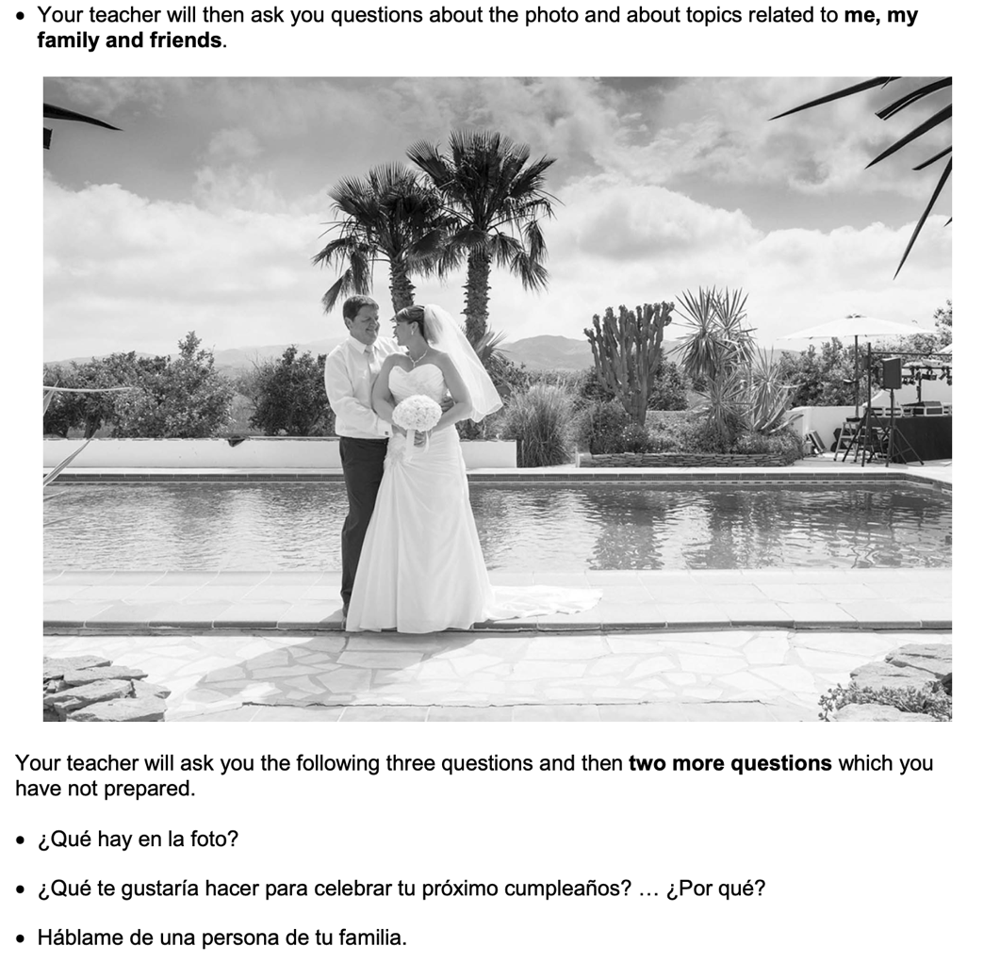 • Your teacher will then ask you questions about the photo and about topics related to me, my
family and friends.
Your teacher will ask you the following three questions and then two more questions which you
have not prepared.
• ¿Qué hay en la foto?
• ¿Qué te gustaría hacer para celebrar tu próximo cumpleaños? … ¿Por qué?
• Háblame de una persona de tu familia.